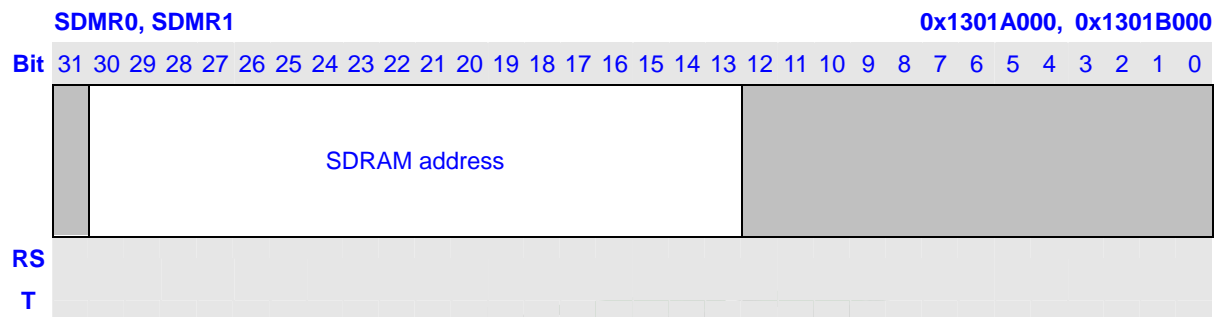 SDMR0, SDMR1 0x1301A000, 0x1301B000
Bit 31 30 29 28 27 26 25 24 23 22 21 20 19 18 17 16 15 14 13 12 11 10 9 8 7 6 5 4 3 2 1 0
SDRAM address
RS
T